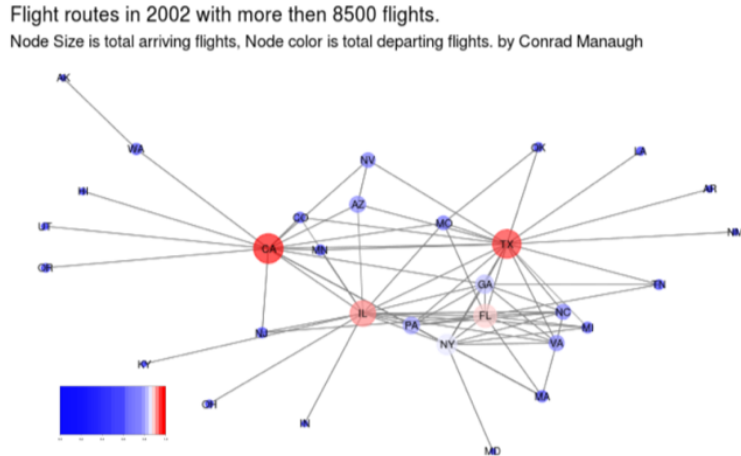 Flight routes in 2002 with more then 8500 flights.
Node Size is total arriving flights, Node color is total departing flights. by Conrad Manaugh
AK
WA
NV
OK
LA
HI
AR
AZ
CO
MO
UT
NM
CA
MN
TX
OR
GA
TN
IL
FL
NC
PA
MI
NJ
NY
VA
KY
MA
OH
IN
MD